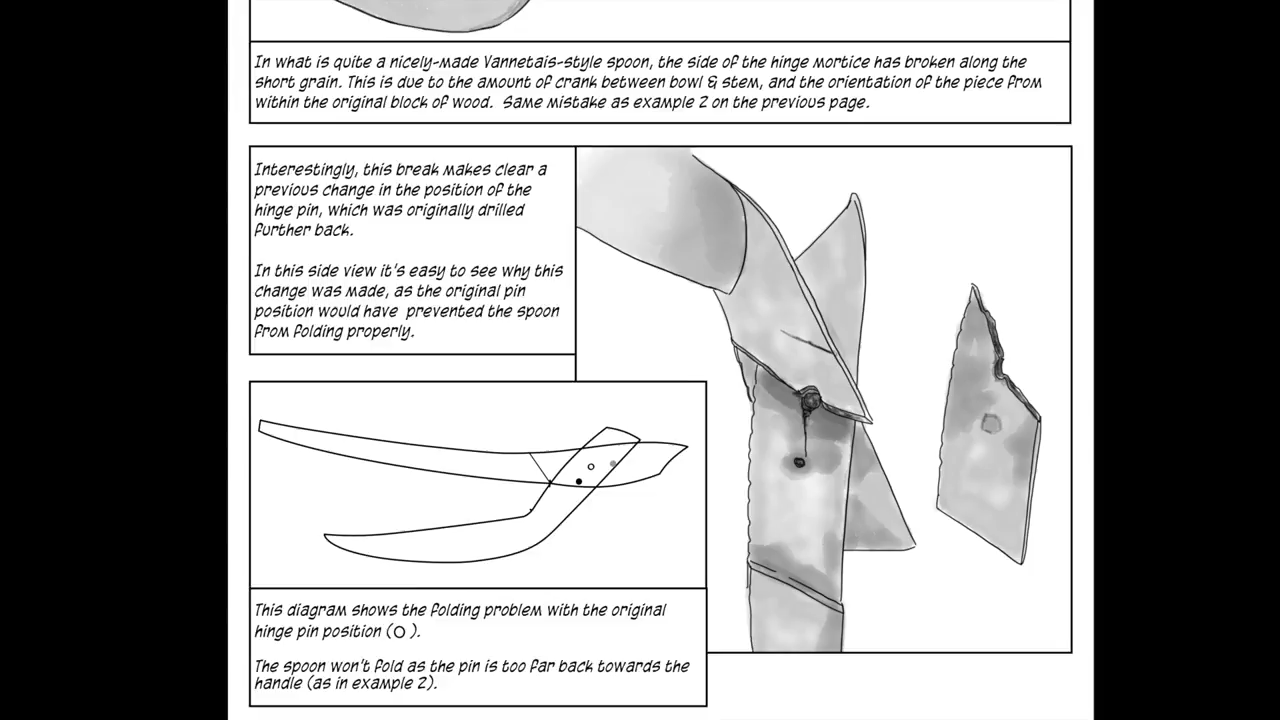 In what is quite a nicely-made Vannetais-style spoon, the side of the hinge mortice has broken along the
short grain. This is due to the amount of crank between bowl & stem, and the orientation of the piece from
within the original block of wood. Same mistake as example 2 on the previous page.
Interestingly, this break makes clear a
previous change in the position of the
hinge pin, which was originally drilled
further back.
In this side view it's easy to see why this
change was made, as the original pin
position would have prevented the spoon
from folding properly.
This diagram shows the folding problem with the original
hinge pin position (O ).
The spoon won't fold as the pin is too far back towards the
handle (as in example 2).